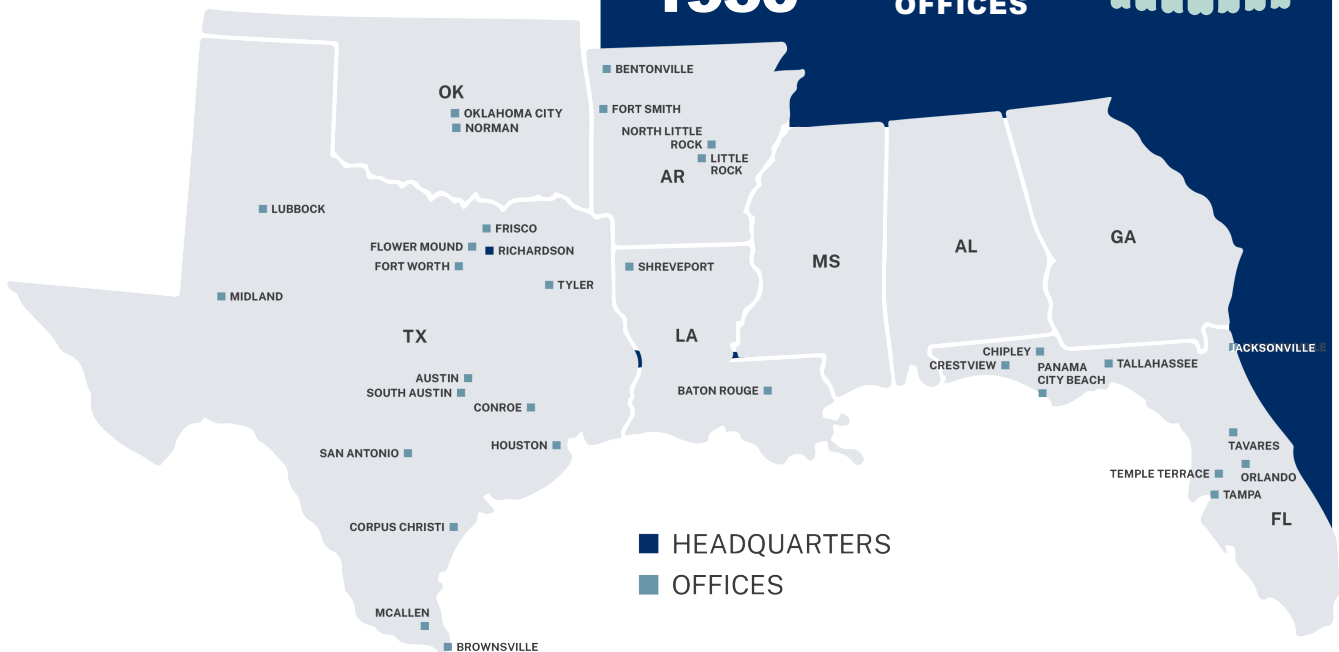 OFFICES
BENTONVILLE
OK
FORT SMITH
OKLAHOMA CITY
NORMAN
NORTH LITTLE
ROCK
LITTLE
ROCK
AR
LUBBOCK
FRISCO
FLOWER MOUND
RICHARDSON
FORT WORTH
SHREVEPORT
TYLER
MIDLAND
MS
AL
GA
TX
LA
AUSTIN
SOUTH AUSTIN
CONROE
BATON ROUGE
HOUSTON
SAN ANTONIO
CHIPLEY
CRESTVIEW
PANAMA
CITY BEACH
TALLAHASSEE
JACKSONVILLE
TAVARES
TEMPLE TERRACE
ORLANDO
TAMPA
FL
CORPUS CHRISTI
HEADQUARTERS
OFFICES
MCALLEN
BROWNSVILLE